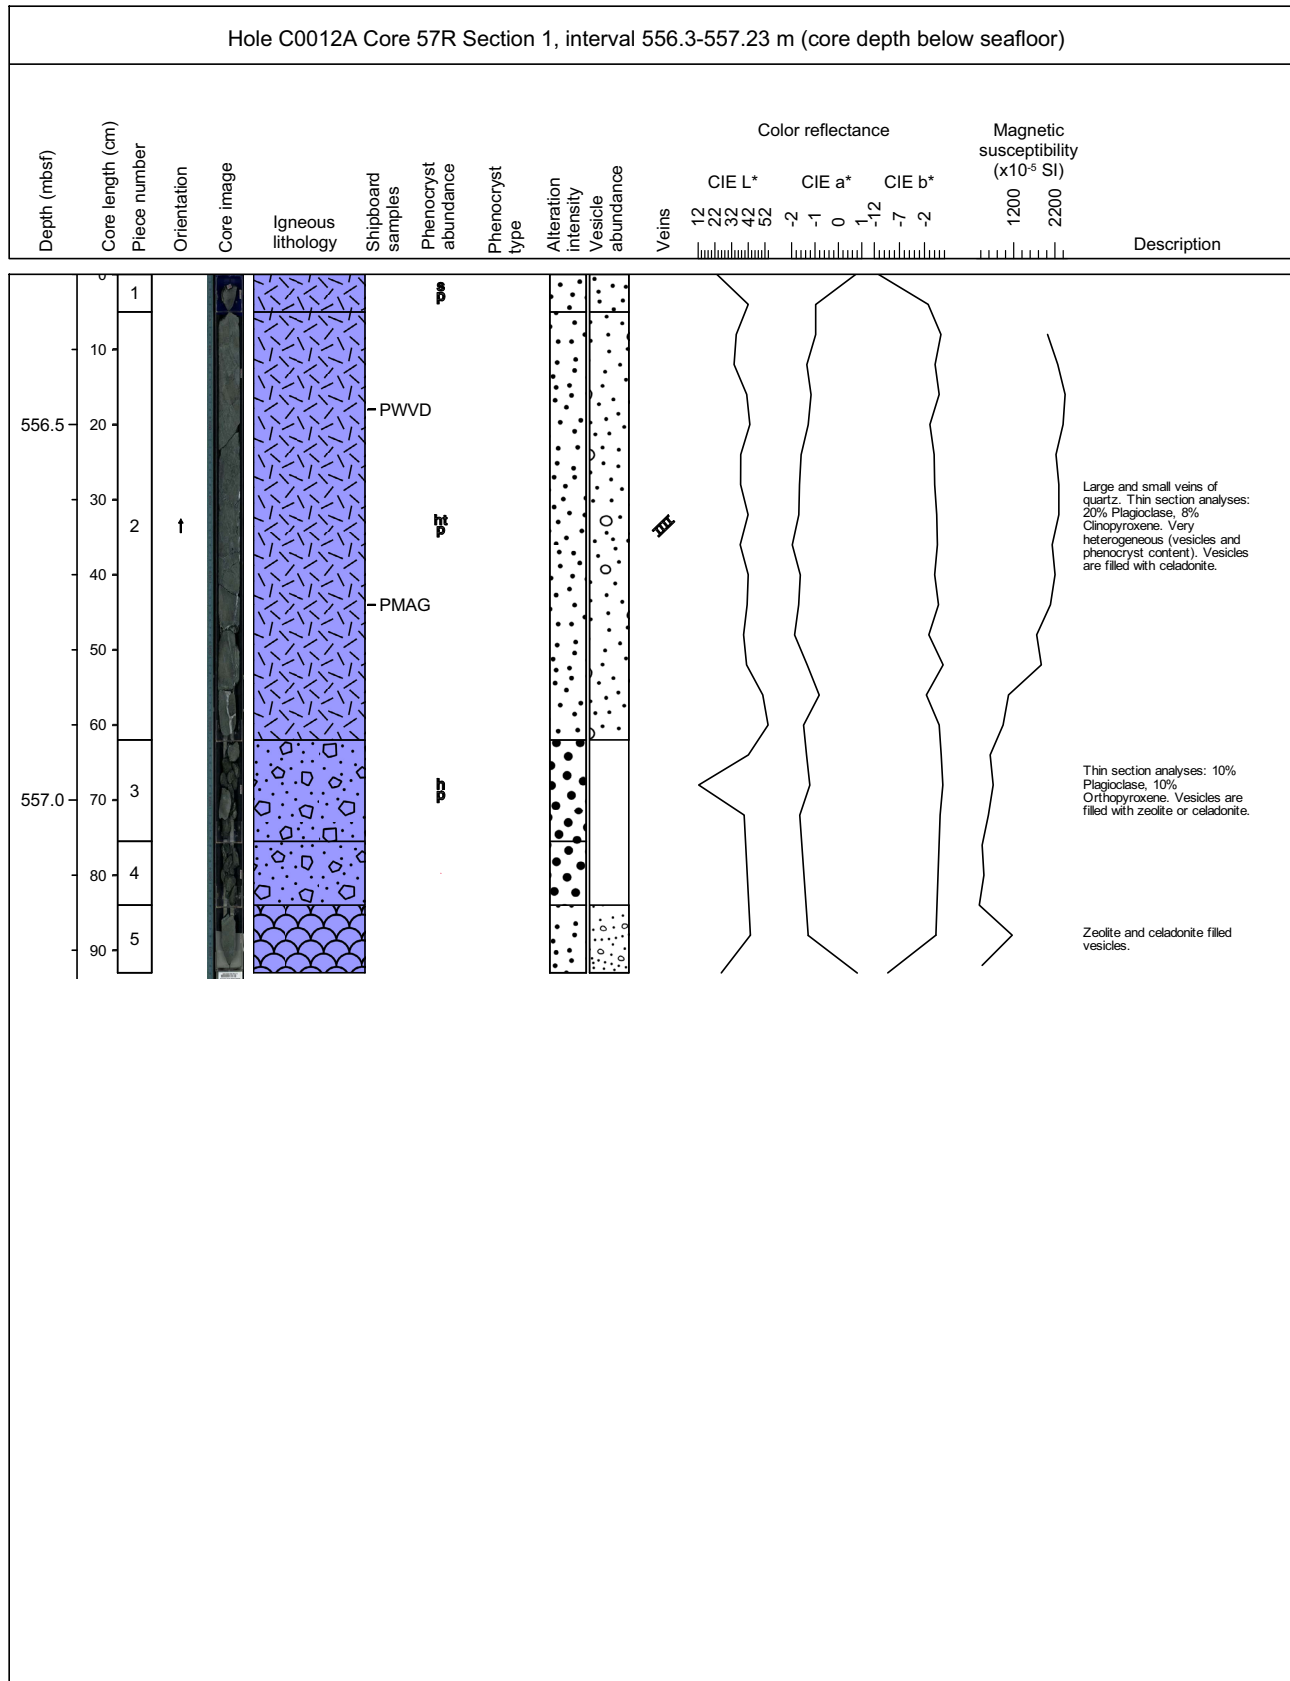 Hole C0012A Core 57R Section 1, interval 556.3-557.23 m (core depth below seafloor)
Depth (mbsf)
Core length (cm)
Piece number
Orientation
Core image
Igneous
lithology
Shipboard
samples
Phenocryst
abundance
Phenocryst
type
Alteration
intensity
Vesicle
abundance
Veins
Color reflectance
CIE L*
CIE a*
CIE b*
12 22 32 42 52
-2 -1 0 1
-12 -7 -2
Magnetic
susceptibility
(x10-5 SI)
1200 2200
Description
0
1
s
p
10
PWVD
556.5
20
30
2
ht
p
Large and small veins of
quartz. Thin section analyses:
20% Plagioclase, 8%
Clinopyroxene. Very
heterogeneous (vesicles and
phenocryst content). Vesicles
are filled with celadonite.
40
PMAG
50
60
3
h
p
Thin section analyses: 10%
Plagioclase, 10%
Orthopyroxene. Vesicles are
filled with zeolite or celadonite.
557.0
70
4
80
5
Zeolite and celadonite filled
vesicles.
90